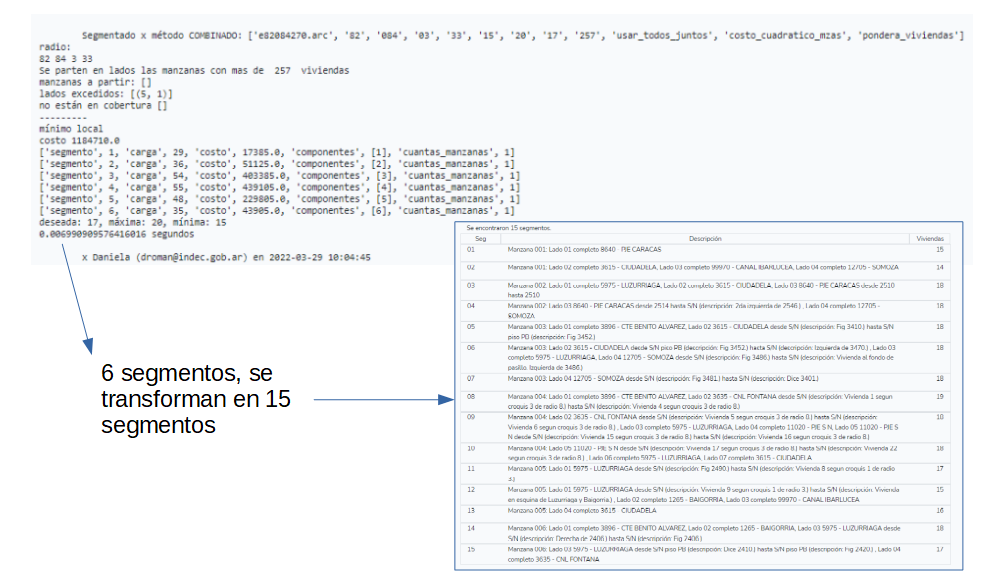 Segmentado x método COMBINADO: ['e82084270.arc', '82', '084', '03', '33', '15', '20', '17', '257', 'usar_todos_juntos', 'costo_cuadratico_mzas', 'pondera_viviendas']
radio:
82 84 3 33
Se parten en lados las manzanas con mas de 257 viviendas
manzanas a partir: []
lados excedidos: [(5, 1)]
no están en cobertura []
---------
mínimo local
costo 1184710.0
['segmento', 1, 'carga', 29, 'costo', 17385.0, 'componentes', [1], 'cuantas_manzanas', 1]
['segmento', 2, 'carga', 36, 'costo', 51125.0, 'componentes', [2], 'cuantas_manzanas', 1]
['segmento', 3, 'carga', 54, 'costo', 403385.0, 'componentes', [3], 'cuantas_manzanas', 1]
['segmento', 4, 'carga', 55, 'costo', 439105.0, 'componentes', [4], 'cuantas_manzanas', 1]
['segmento', 5, 'carga', 48, 'costo', 229805.0, 'componentes', [5], 'cuantas_manzanas', 1]
['segmento', 6, 'carga', 35, 'costo', 43905.0, 'componentes', [6], 'cuantas_manzanas', 1]
deseada: 17, máxima: 20, mínima: 15
0.006990909576416016 segundos
x Daniela (droman@indec.gob.ar) en 2022-03-29 10:04:45
6 segmentos, se
transforman en 15
segmentos
Se encontraron 15 segmentos.
Seg Descripción Viviendas
01 Manzana 001: Lado 01 completo 8640 - PJE CARACAS 15
02 Manzana 001: Lado 02 completo 3615 - CIUDADELA, Lado 03 completo 99970 - CANAL IBARLUCEA, Lado 04 completo 12705 - SOMOZA 14
03 Manzana 002: Lado 01 completo 5975 - LUZURRIAGA, Lado 02 completo 3615 - CIUDADELA, Lado 03 8640 - PJE CARACAS desde 2510 18
hasta 2510
04 Manzana 002: Lado 03 8640 - PJE CARACAS desde 2514 hasta S/N (descripción: 2da izquierda de 2546.) , Lado 04 completo 12705 - 18
SOMOZA
05 Manzana 003: Lado 01 completo 3896 - CTE BENITO ALVAREZ, Lado 02 3615 - CIUDADELA desde S/N (descripción: Fig 3410.) hasta S/N 18
piso PB (descripción: Fig 3452.)
06 Manzana 003: Lado 02 3615 - CIUDADELA desde S/N piso PB (descripción: Fig 3452.) hasta S/N (descripción: Izquierda de 3470.) , Lado 03 18
completo 5975 - LUZURRIAGA, Lado 04 12705 - SOMOZA desde S/N (descripción: Fig 3486.) hasta S/N (descripción: Vivienda al fondo de
pasillo. Izquierda de 3486.)
07 Manzana 003: Lado 04 12705 - SOMOZA desde S/N (descripción: Fig 3481.) hasta S/N (descripción: Dice 3401.) 18
08 Manzana 004: Lado 01 completo 3896 - CTE BENITO ALVAREZ, Lado 02 3635 - CNL FONTANA desde S/N (descripción: Vivienda 1 segun 19
croquis 3 de radio 8.) hasta S/N (descripción: Vivienda 4 segun croquis 3 de radio 8.)
09 Manzana 004: Lado 02 3635 - CNL FONTANA desde S/N (descripción: Vivienda 5 segun croquis 3 de radio 8.) hasta S/N (descripción: 18
Vivienda 6 segun croquis 3 de radio 8.) , Lado 03 completo 5975 - LUZURRIAGA, Lado 04 completo 11020 - PJE S N, Lado 05 11020 - PJE S
N desde S/N (descripción: Vivienda 15 segun croquis 3 de radio 8.) hasta S/N (descripción: Vivienda 16 segun croquis 3 de radio 8.)
10 Manzana 004: Lado 05 11020 - PJE S N desde S/N (descripción: Vivienda 17 segun croquis 3 de radio 8.) hasta S/N (descripción: Vivienda 22 18
segun croquis 3 de radio 8.) , Lado 06 completo 5975 - LUZURRIAGA, Lado 07 completo 3615 - CIUDADELA
11 Manzana 005: Lado 01 5975 - LUZURRIAGA desde S/N (descripción: Fig 2490.) hasta S/N (descripción: Vivienda 8 segun croquis 1 de radio 17
3.)
12 Manzana 005: Lado 01 5975 - LUZURRIAGA desde S/N (descripción: Vivienda 9 segun croquis 1 de radio 3.) hasta S/N (descripción: Vivienda 15
en esquina de Luzurriaga y Baigorria.) , Lado 02 completo 1265 - BAIGORRIA, Lado 03 completo 99970 - CANAL IBARLUCEA
13 Manzana 005: Lado 04 completo 3615 - CIUDADELA 16
14 Manzana 006: Lado 01 completo 3896 - CTE BENITO ALVAREZ, Lado 02 completo 1265 - BAIGORRIA, Lado 03 5975 - LUZURRIAGA desde 18
S/N (descripción: Derecha de 2406.) hasta S/N (descripción: Fig 2406.)
15 Manzana 006: Lado 03 5975 - LUZURRIAGA desde S/N piso PB (descripción: Dice 2410.) hasta S/N piso PB (descripción: Fig 2420.) , Lado 04 17
completo 3635 - CNL FONTANA